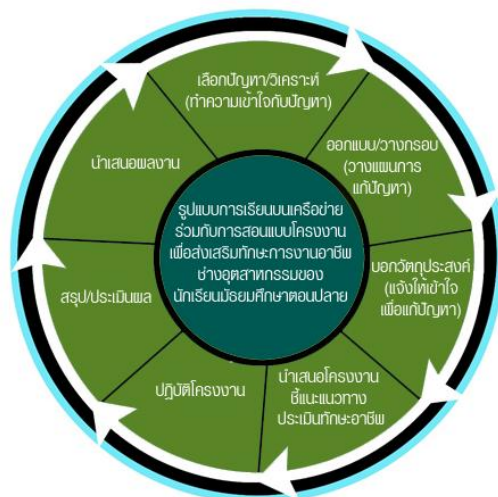 เลือกปัญหา/วิเคราะห์
(ทำความเข้าใจกับปัญหา)
ออกแบบ/วางกรอบ
(วางแผนการ
แก้ปัญหา)
บอกวัตถุประสงค์
(แจ้งให้เข้าใจ
เพื่อแก้ปัญหา)
นำเสนอโครงงาน
ชี้แนะแนวทาง
ประเมินทักษะอาชีพ
ปฏิบัติโครงงาน
สรุป/ประเมินผล
นำเสนอผลงาน
รูปแบบการเรียนบนเครือข่าย
ร่วมกับการสอนแบบโครงงาน
เพื่อส่งเสริมทักษะการงานอาชีพ
ช่างอุตสาหกรรมของ
นักเรียนมัธยมศึกษาตอนปลาย